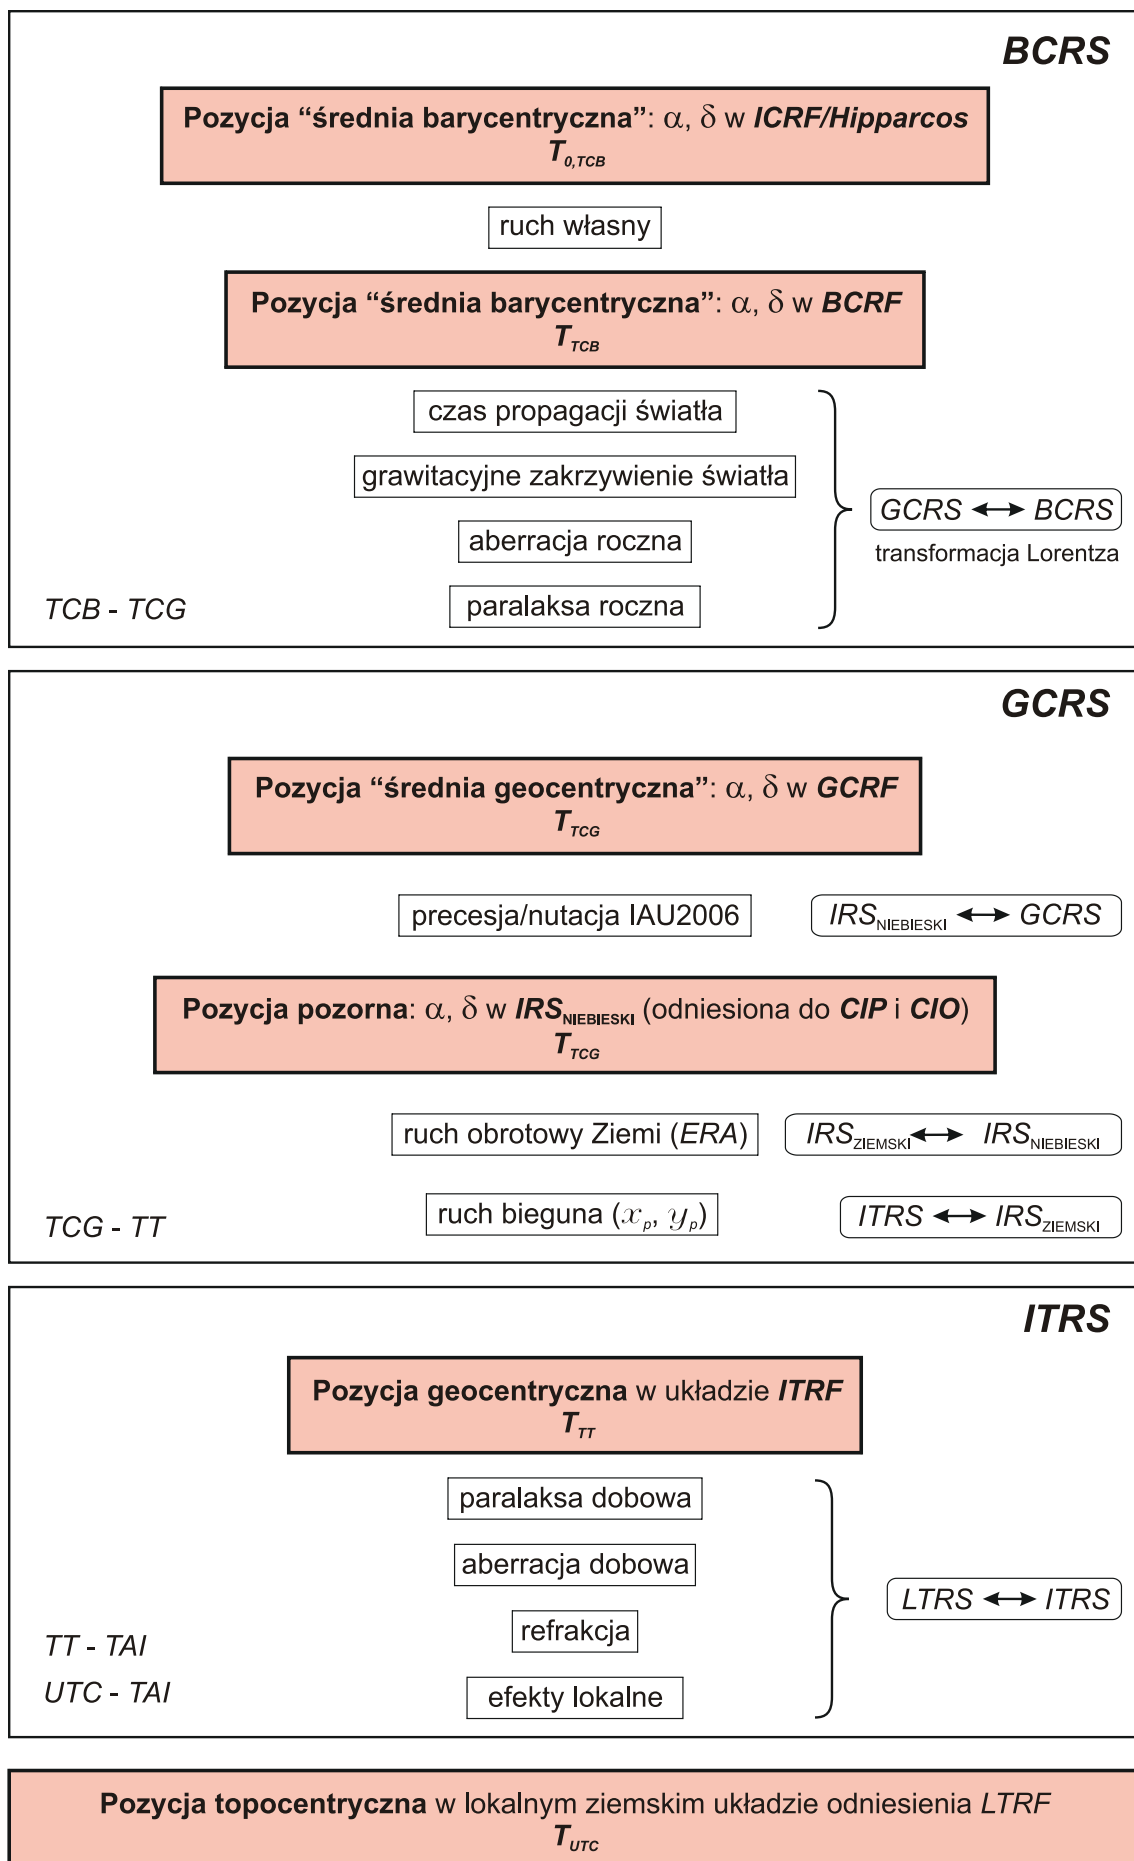 BCRS
Pozycja “średnia barycentryczna”: α, δ w ICRF/Hipparcos
T0,TCB
ruch własny
Pozycja “średnia barycentryczna”: α, δ w BCRF
TTCB
czas propagacji światła
grawitacyjne zakrzywienie światła
GCRS ↔ BCRS
aberracja roczna
transformacja Lorentza
TCB - TCG
paralaksa roczna
GCRS
Pozycja “średnia geocentryczna”: α, δ w GCRF
TTCG
precesja/nutacja IAU2006
IRSNIEBIESKI ↔ GCRS
Pozycja pozorna: α, δ w IRSNIEBIESKI (odniesiona do CIP i CIO)
TTCG
ruch obrotowy Ziemi (ERA)
IRSZIEMSKI ↔ IRSNIEBIESKI
TCG - TT
ruch bieguna (xp, yp)
ITRS ↔ IRSZIEMSKI
ITRS
Pozycja geocentryczna w układzie ITRF
TTT
paralaksa dobowa
aberracja dobowa
LTRS ↔ ITRS
refrakcja
TT - TAI
UTC - TAI
efekty lokalne
Pozycja topocentryczna w lokalnym ziemskim układzie odniesienia LTRF
TUTC